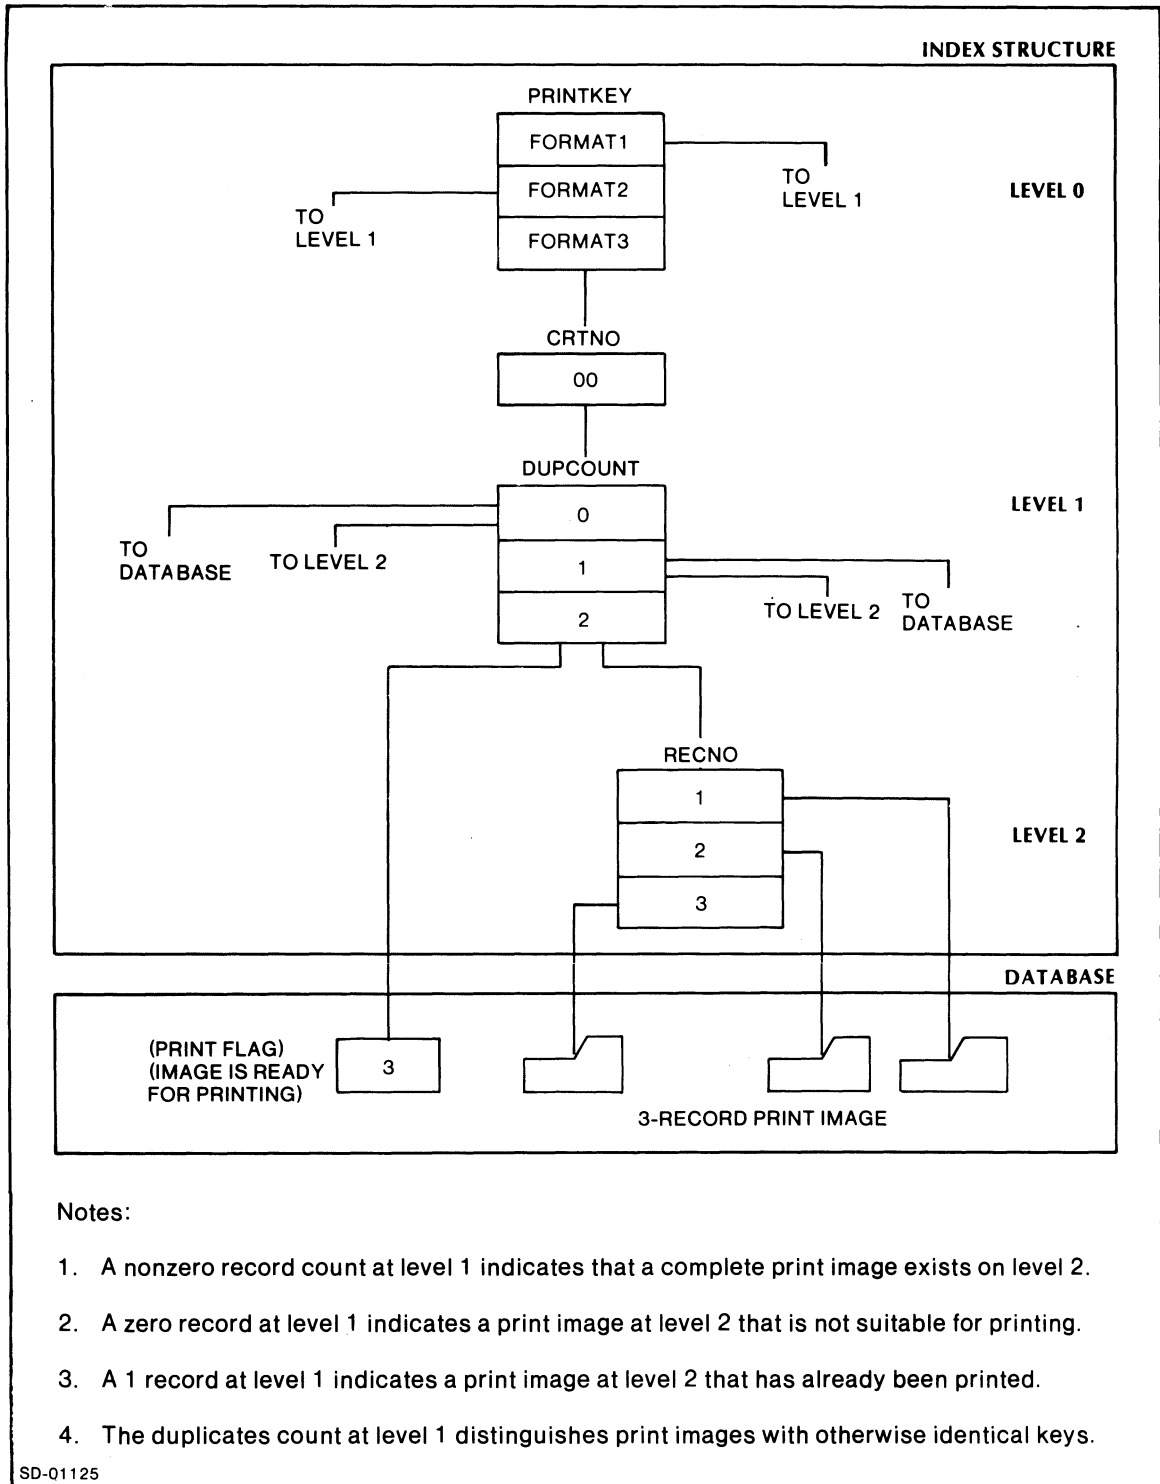 INDEX STRUCTURE
PRINTKEY
FORMAT1
FORMAT2
FORMAT3
TO
LEVEL 1
TO
LEVEL 1
LEVEL 0
CRTNO
00
DUPCOUNT
0
1
2
LEVEL 1
TO
DATABASE
TO LEVEL 2
TO LEVEL 2
TO
DATABASE
RECNO
1
2
3
LEVEL 2
DATABASE
(PRINT FLAG)
(IMAGE IS READY
FOR PRINTING)
3
3-RECORD PRINT IMAGE
Notes:
1. A nonzero record count at level 1 indicates that a complete print image exists on level 2.
2. A zero record at level 1 indicates a print image at level 2 that is not suitable for printing.
3. A 1 record at level 1 indicates a print image at level 2 that has already been printed.
4. The duplicates count at level 1 distinguishes print images with otherwise identical keys.
SD-01125